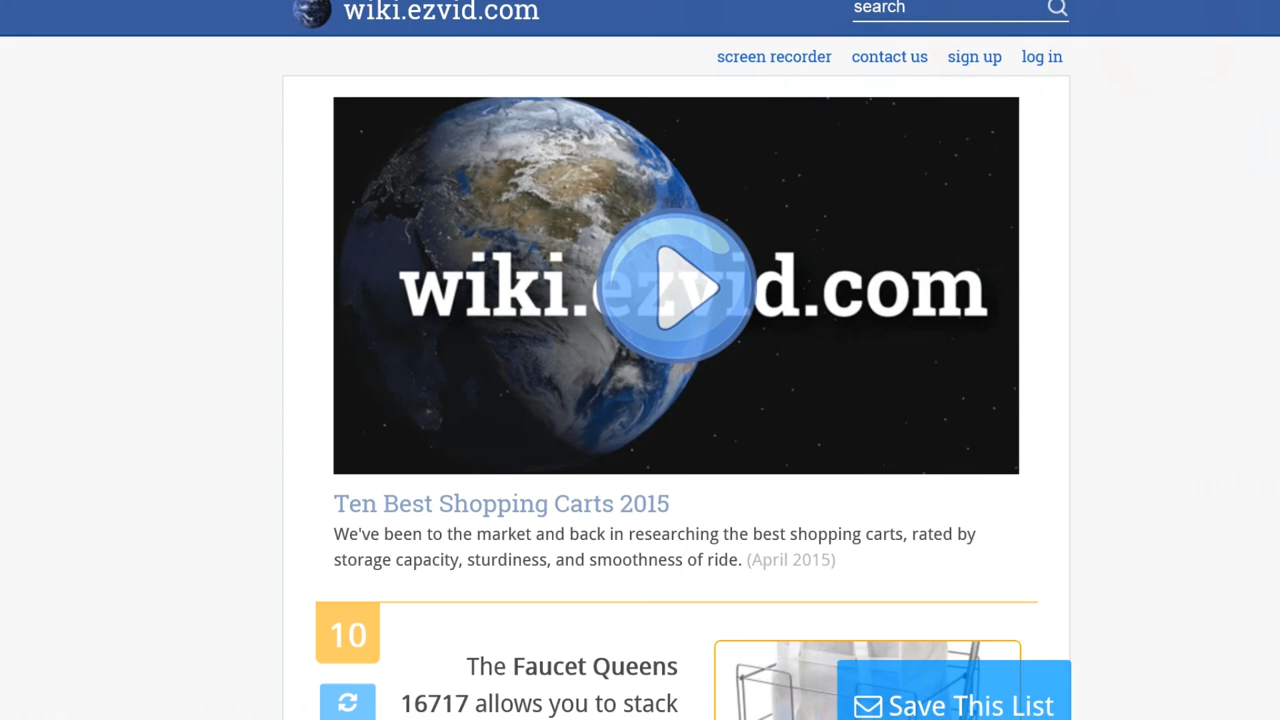 wiki.ezvid.com
search
screen recorder contact us sign up log in
wiki.ezvid.com
Ten Best Shopping Carts 2015
We've been to the market and back in researching the best shopping carts, rated by
storage capacity, sturdiness, and smoothness of ride. (April 2015)
10
The Faucet Queens
16717 allows you to stack
Save This List